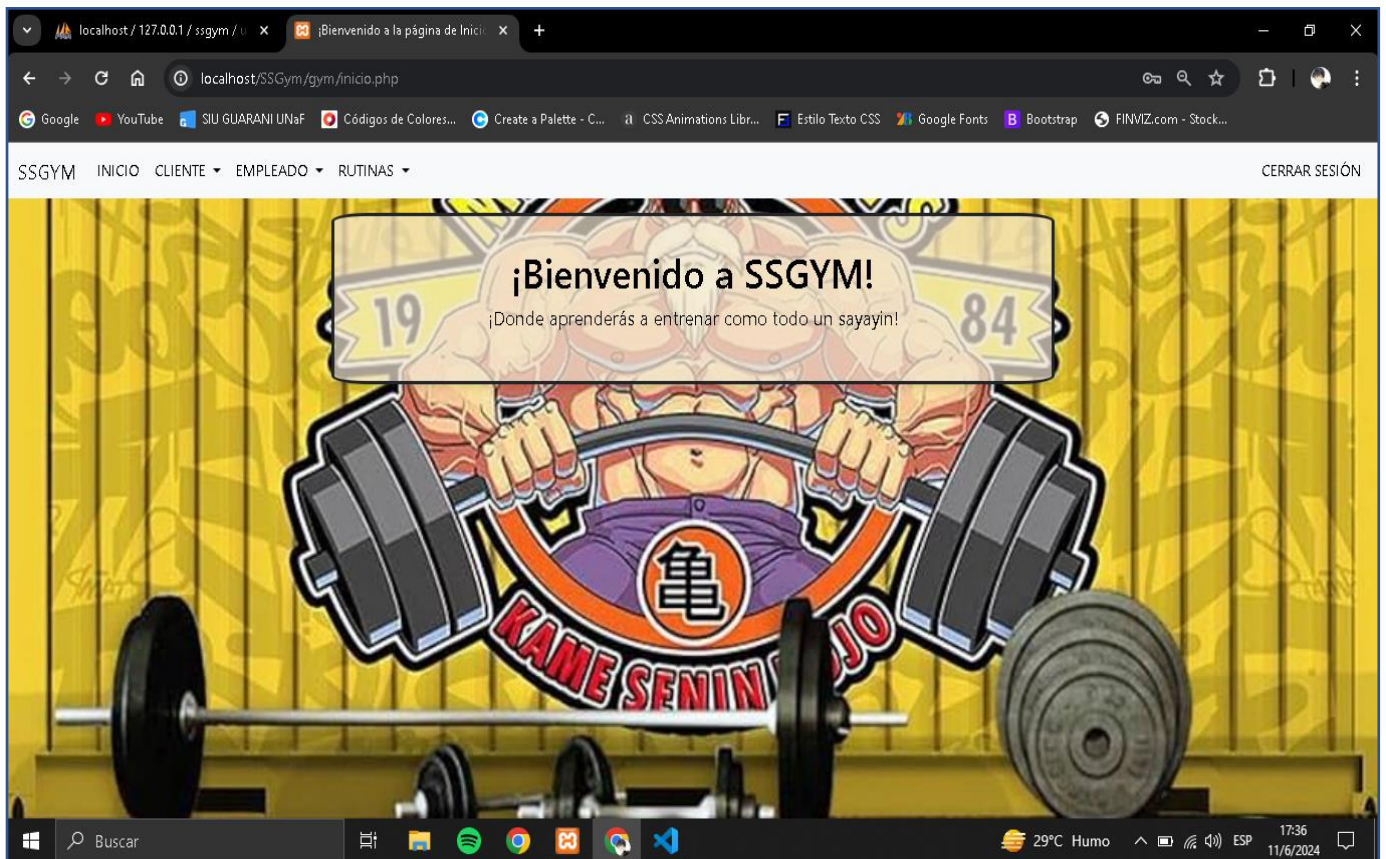 localhost / 127.0.0.1 / ssgym / u
¡Bienvenido a la página de Inici
localhost/SSGym/gym/inicio.php
Google YouTube SIU GUARANI UNaF Códigos de Colores... Create a Palette - C... CSS Animations Libr... Estilo Texto CSS Google Fonts Bootstrap FINVIZ.com - Stock...
SSGYM INICIO CLIENTE EMPLEADO RUTINAS CERRAR SESIÓN
¡Bienvenido a SSGYM!
¡Donde aprenderás a entrenar como todo un sayayin!
19 84
亀
KAME SENIN DOJO
Buscar
29°C Humo
ESP
17:36
11/6/2024